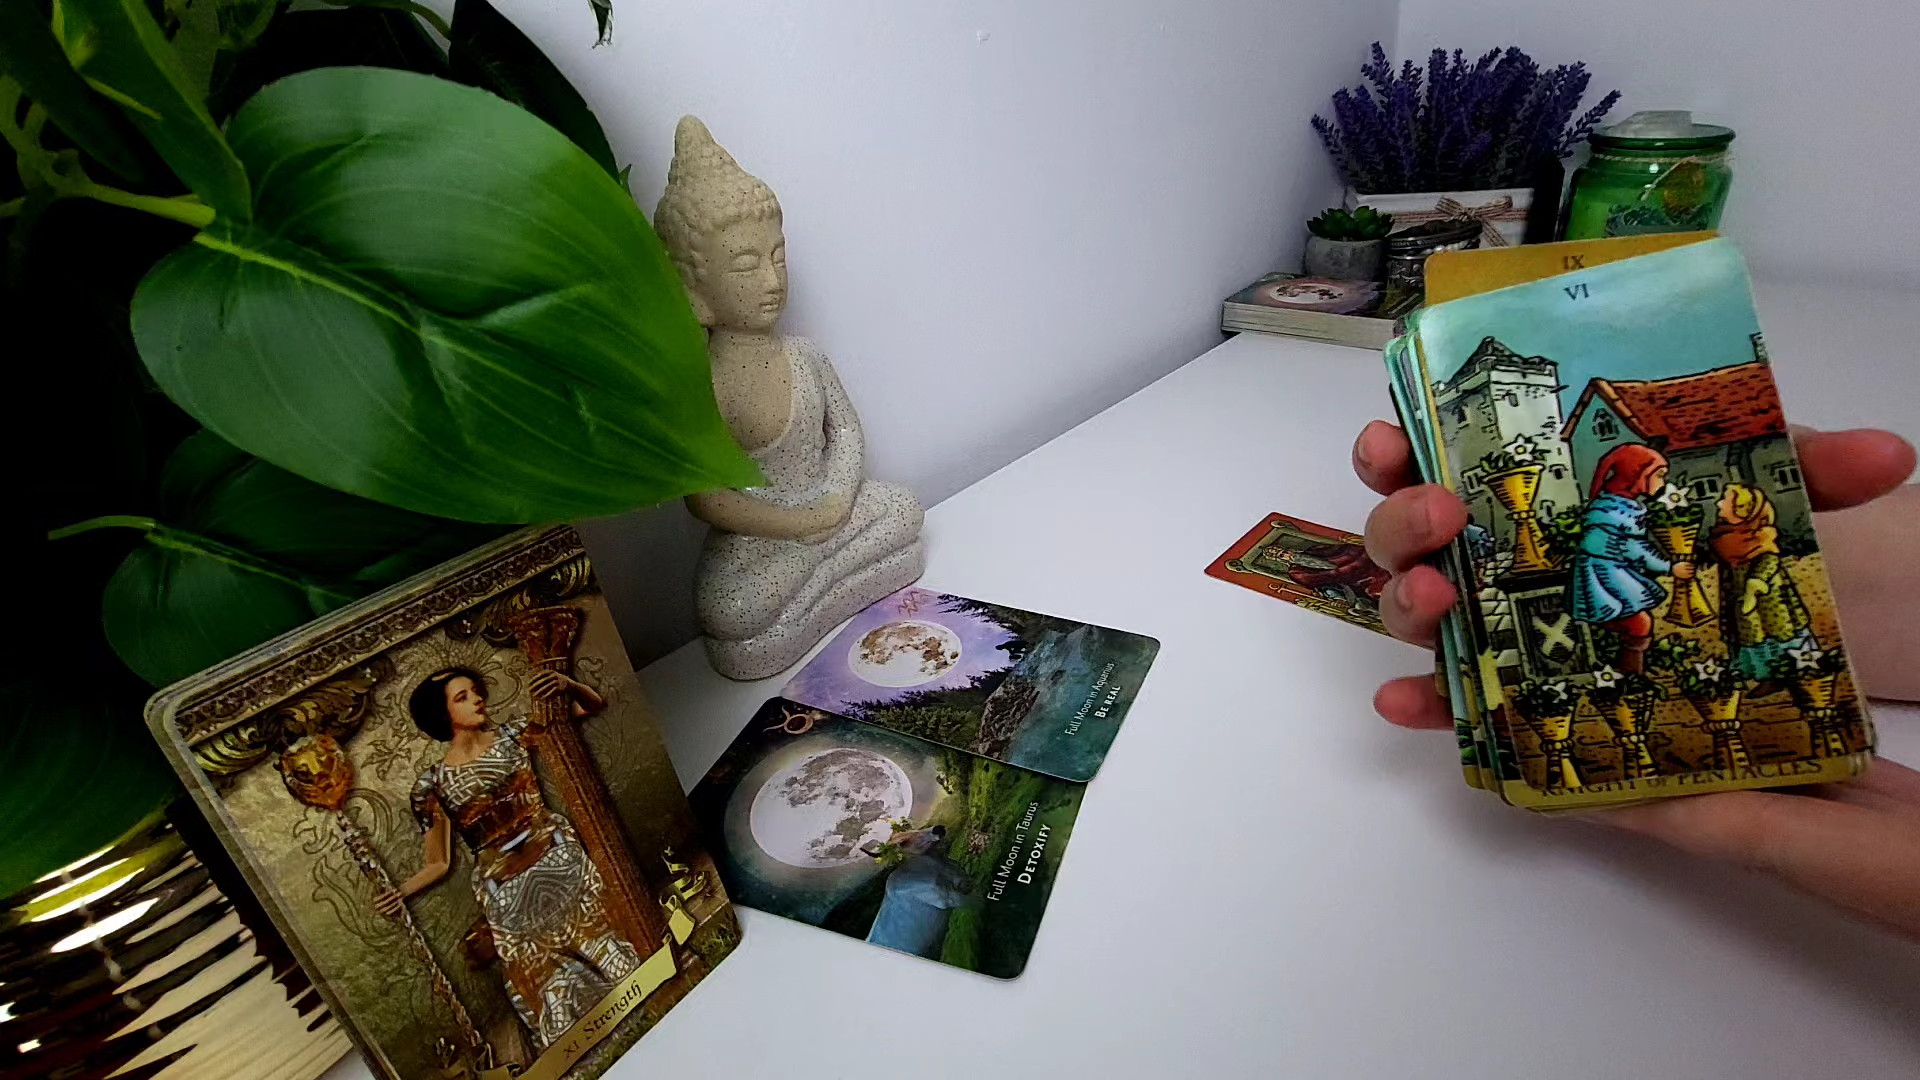 IX
VI
KNIGHT OF PENTACLES
Full Moon in Aquarius
BE REAL
Full Moon in Taurus
DETOXIFY
XI Strength